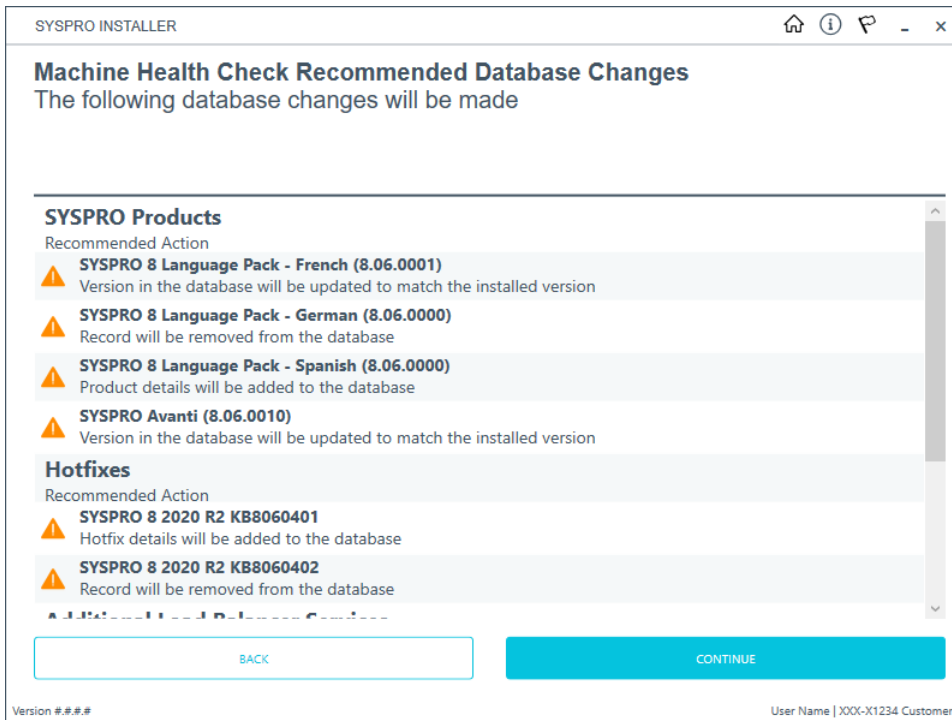 SYSPRO INSTALLER
Machine Health Check Recommended Database Changes
The following database changes will be made
SYSPRO Products
Recommended Action
SYSPRO 8 Language Pack - French (8.06.0001)
Version in the database will be updated to match the installed version
SYSPRO 8 Language Pack - German (8.06.0000)
Record will be removed from the database
SYSPRO 8 Language Pack - Spanish (8.06.0000)
Product details will be added to the database
SYSPRO Avanti (8.06.0010)
Version in the database will be updated to match the installed version
Hotfixes
Recommended Action
SYSPRO 8 2020 R2 KB8060401
Hotfix details will be added to the database
SYSPRO 8 2020 R2 KB8060402
Record will be removed from the database
Additional Load Balancer Services
BACK
CONTINUE
Version #.#.#.#
User Name | XXX-X1234 Customer